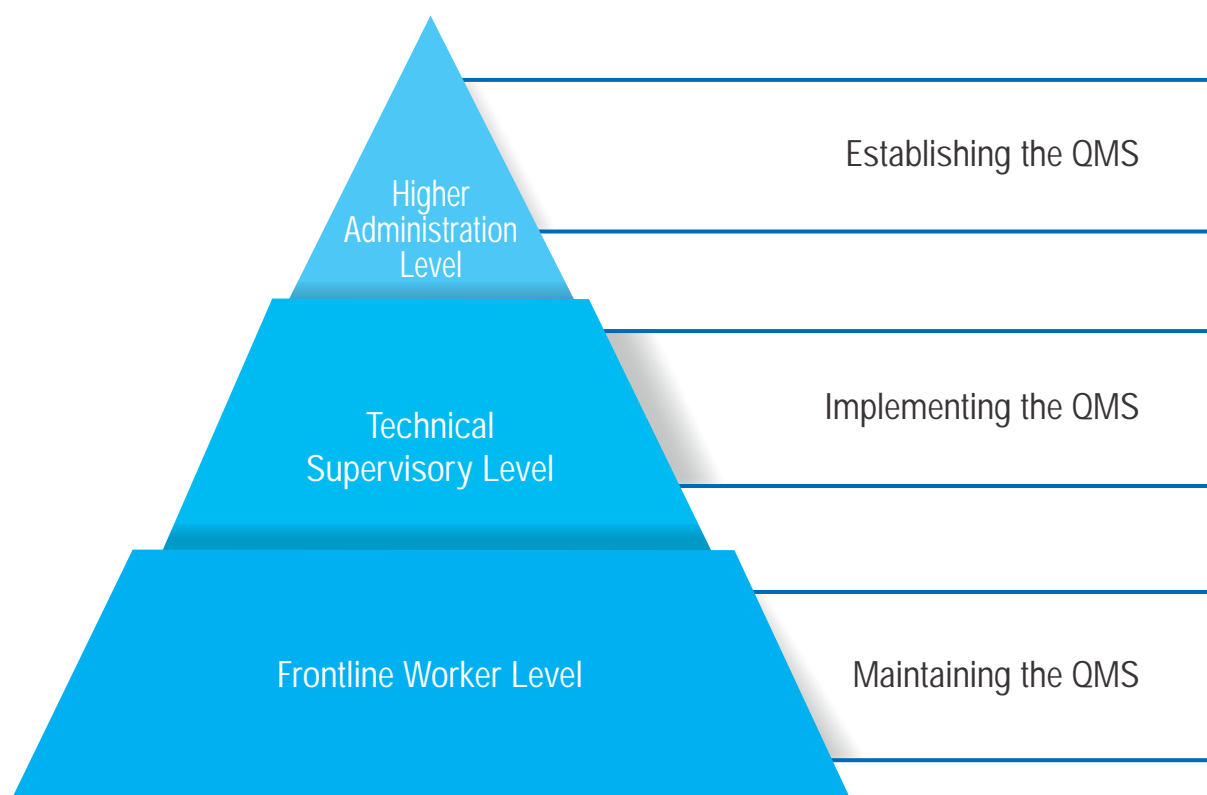 Higher
Administration
Level
Establishing the QMS
Technical
Supervisory Level
Implementing the QMS
Frontline Worker Level
Maintaining the QMS